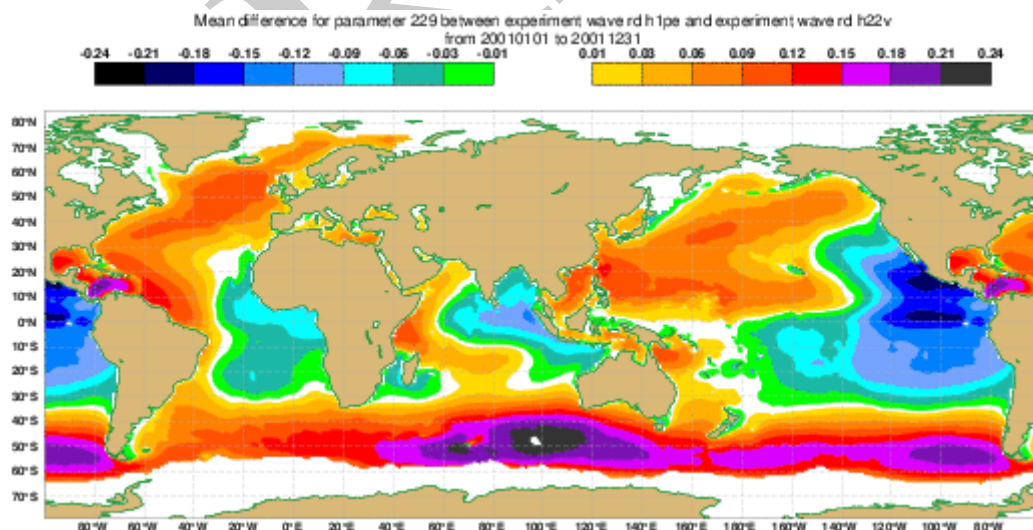 Mean difference for parameter 229 between experiment wave rd h1pe and experiment wave rd h22v
from 20010101 to 20011231
-0.24 -0.21 -0.18 -0.15 -0.12 -0.09 -0.06 -0.03 -0.01 0.01 0.03 0.06 0.09 0.12 0.15 0.18 0.21 0.24
80°N
70°N
60°N
50°N
40°N
30°N
20°N
10°N
0°N
10°S
20°S
30°S
40°S
50°S
60°S
70°S
80°W 60°W 40°W 20°W 0°E 20°E 40°E 60°E 80°E 100°E 120°E 140°E 160°E 180°E 160°W 140°W 120°W 100°W 80°W